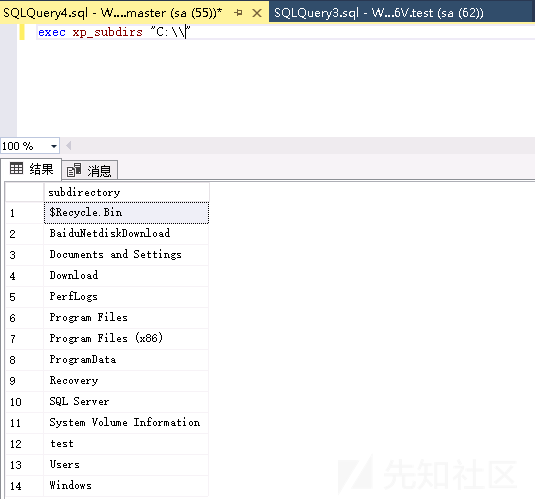 SQLQuery4.sql - W....master (sa (55))* SQLQuery3.sql - W...6V.test (sa (62))
exec xp_subdirs "C:\\"
100 %
结果 消息
subdirectory
1 $Recycle.Bin
2 BaiduNetdiskDownload
3 Documents and Settings
4 Download
5 PerfLogs
6 Program Files
7 Program Files (x86)
8 ProgramData
9 Recovery
10 SQL Server
11 System Volume Information
12 test
13 Users
14 Windows
先知社区